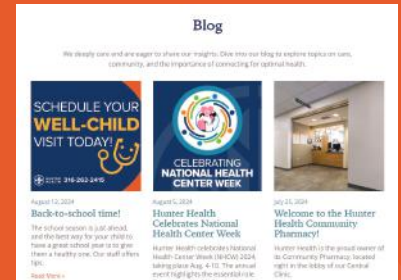 Blog
We deeply care and are eager to share our insights. Dive into our blog to explore topics on care,
community, and the importance of connecting for optimal health.
SCHEDULE YOUR
WELL-CHILD
VISIT TODAY!
HUNTER HEALTH 316-262-2415
CELEBRATING
NATIONAL HEALTH
CENTER WEEK
August 12, 2024
Back-to-school time!
The school season is just ahead,
and the best way for your child to
have a great school year is to give
them a healthy one. Our staff offers
tips.
Read More »
August 5, 2024
Hunter Health
Celebrates National
Health Center Week
Hunter Health celebrates National
Health Center Week (NHCW) 2024,
taking place Aug. 4-10. The annual
event highlights the essential role
July 25, 2024
Welcome to the Hunter
Health Community
Pharmacy!
Hunter Health is the proud owner of
its Community Pharmacy, located
right in the lobby of our Central
Clinic.